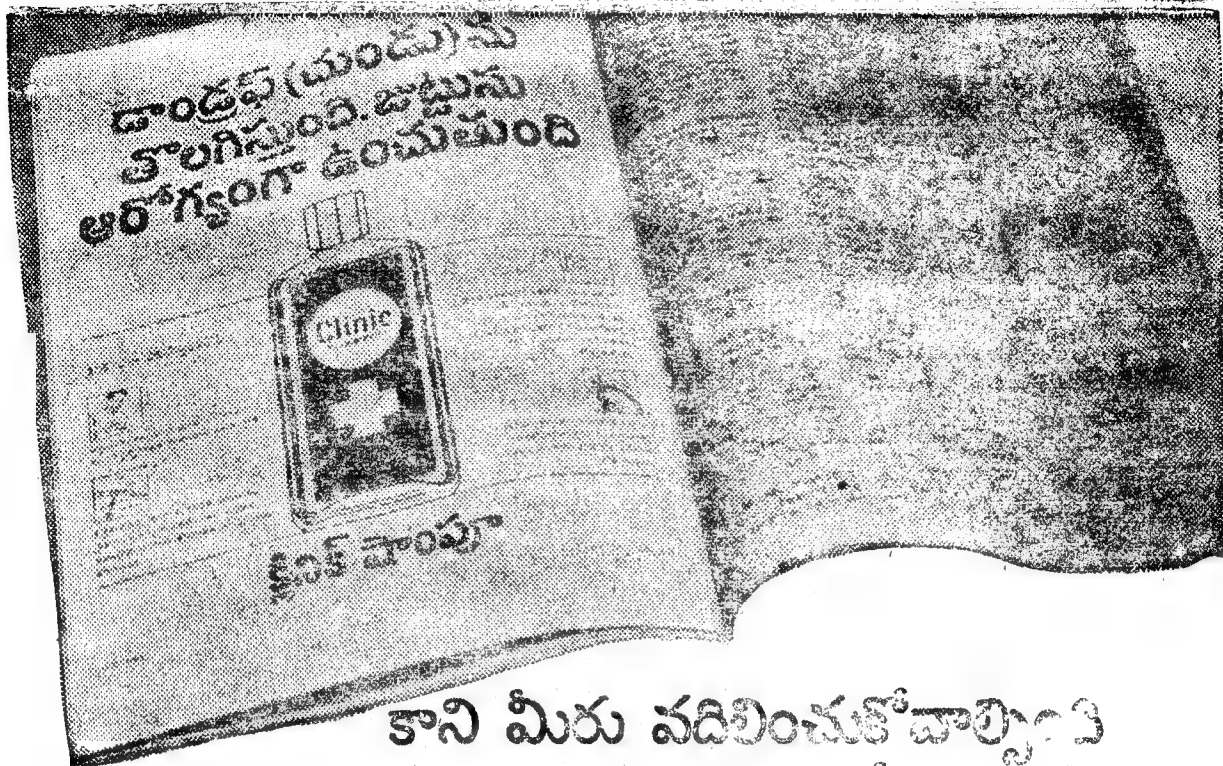 డాండ్రఫ్ (చుండు) ను
తొలగిస్తుంది. జుట్టును
ఆరోగ్యంగా ఉంచుతుంది
Clinic
క్లినిక్ షాంపూ
కాని మీరు వదిలించుకోవాల్సింది